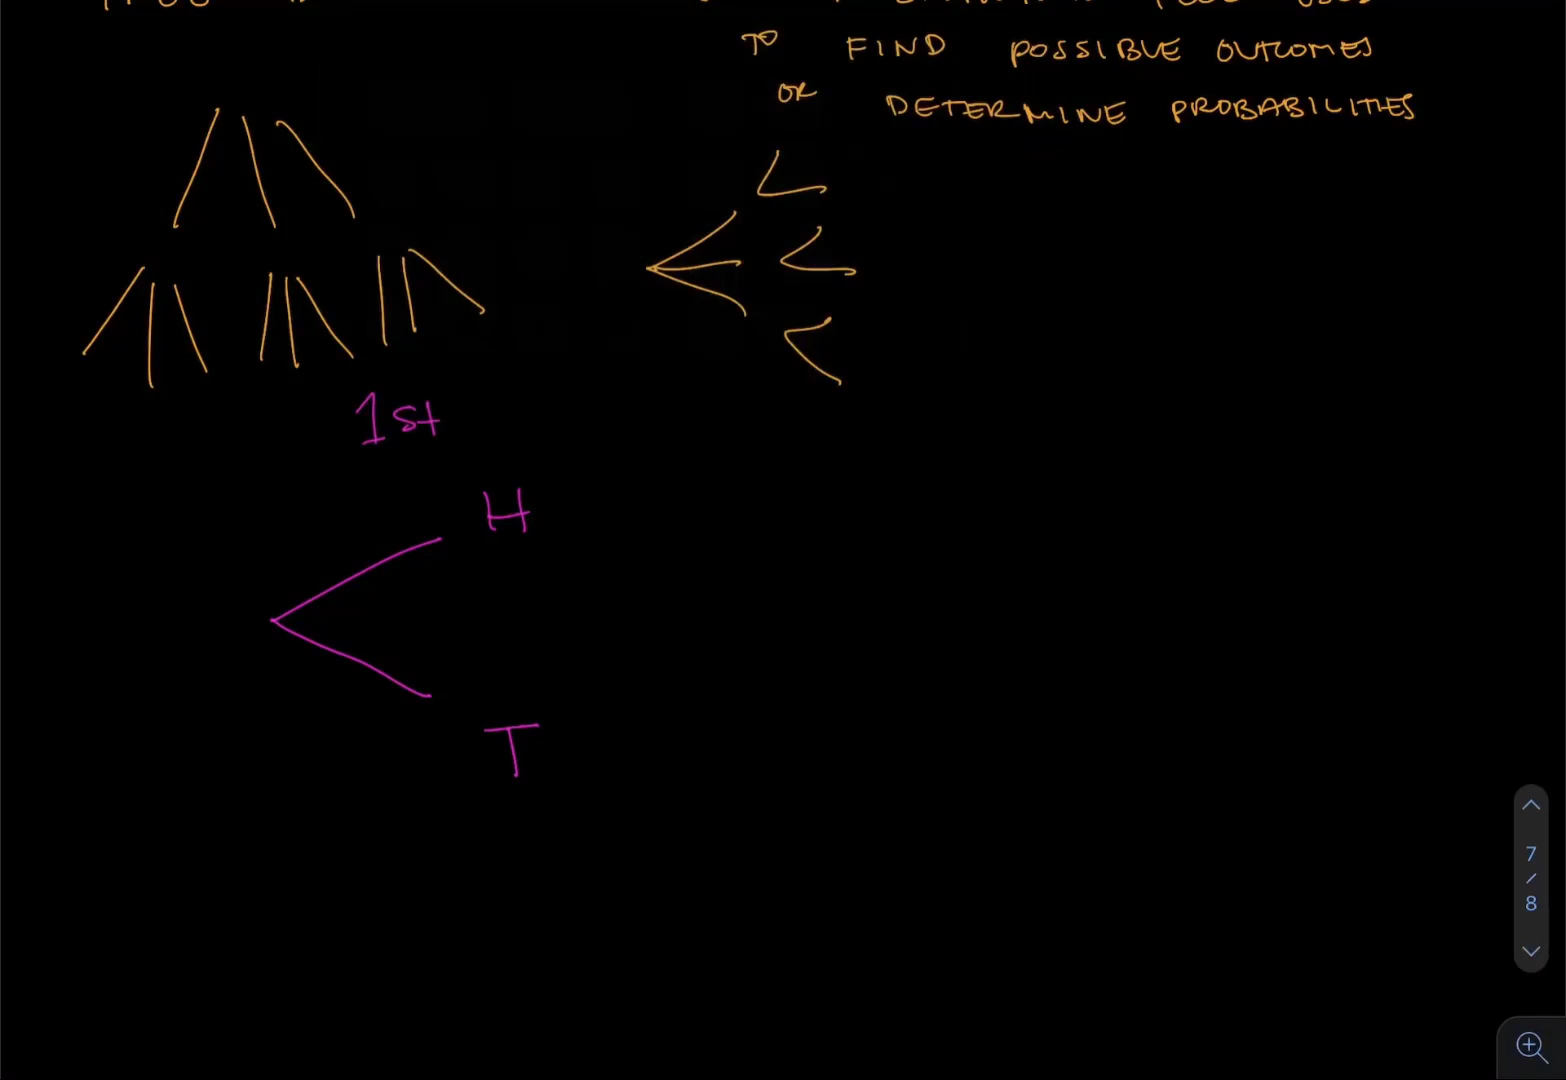 TO FIND POSSIBLE OUTCOMES
OR DETERMINE PROBABILITIES
1st
H
T
7
/
8